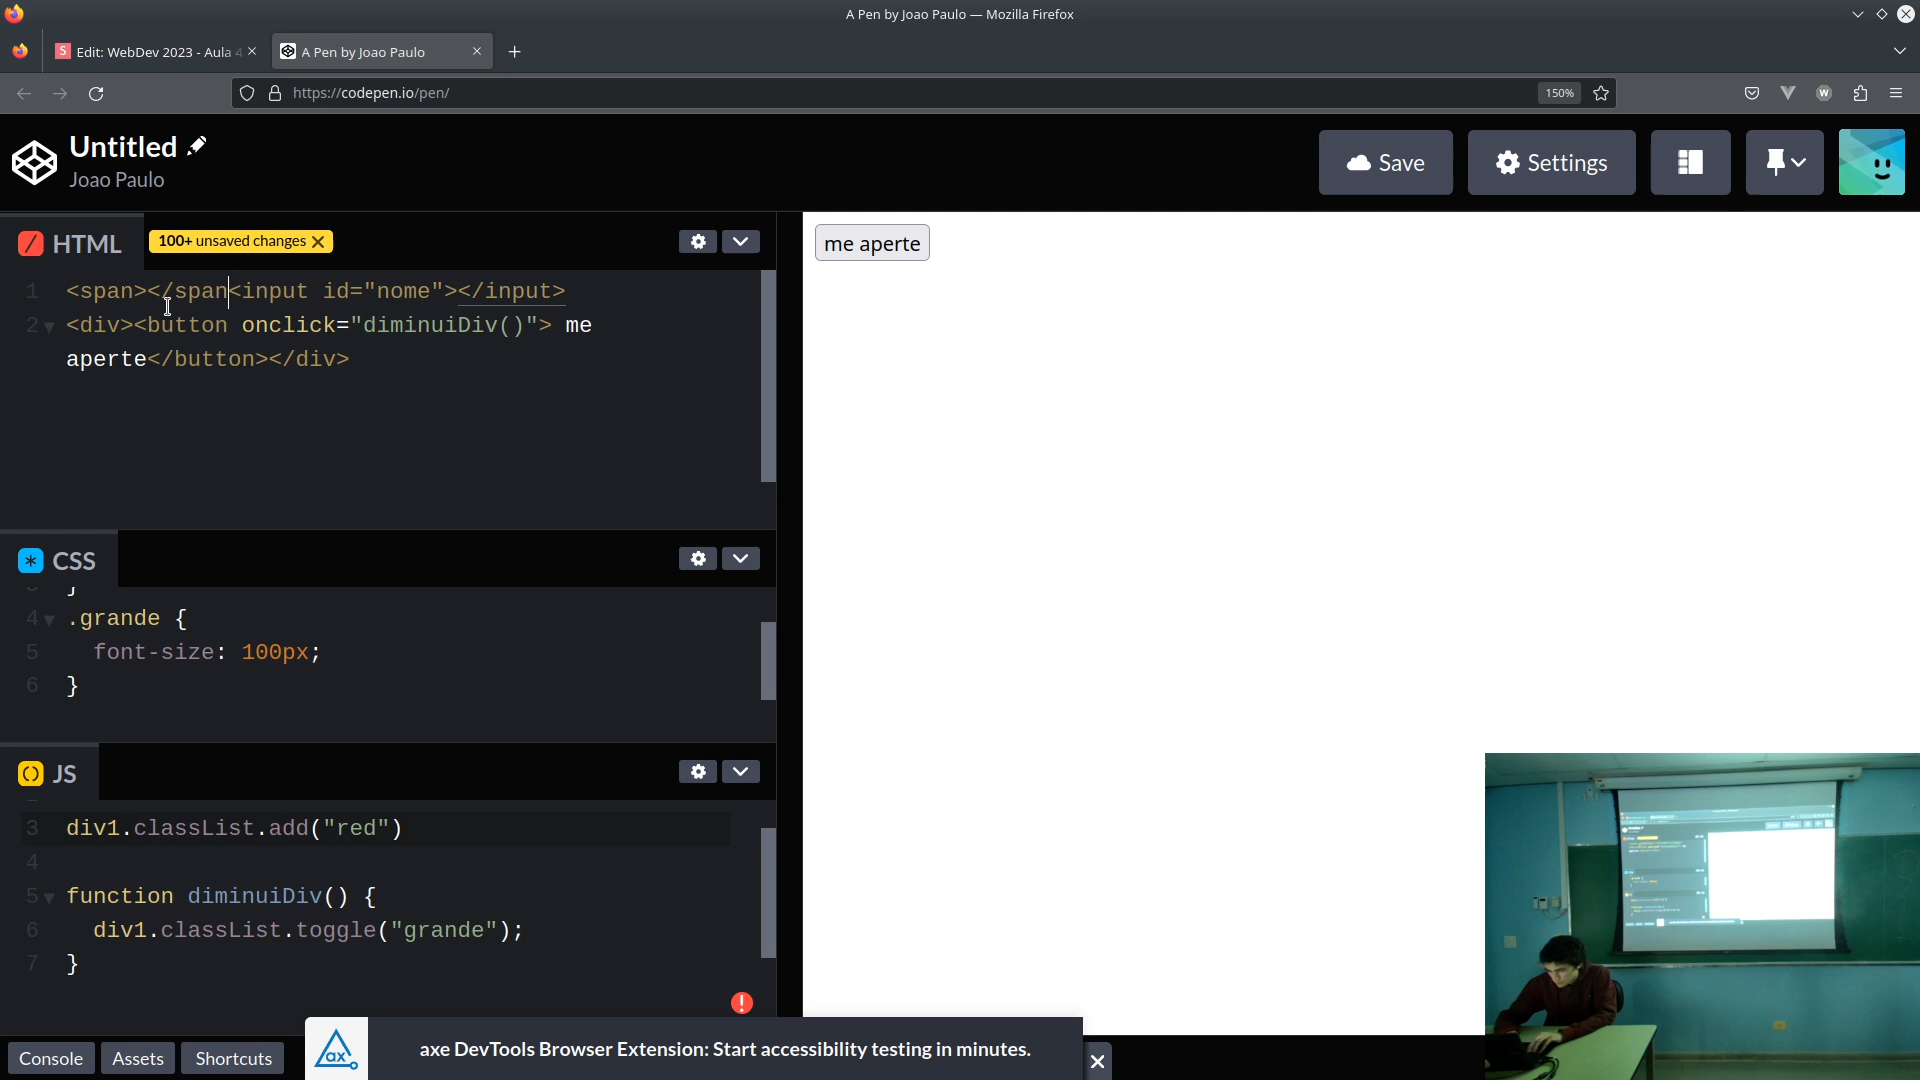 A Pen by Joao Paulo — Mozilla Firefox
S Edit: WebDev 2023 - Aula 4
A Pen by Joao Paulo
https://codepen.io/pen/
150%
W
Untitled
Joao Paulo
Save
Settings
HTML
100+ unsaved changes
1 <span></span<input id="nome"></input>
2 <div><button onclick="diminuiDiv()"> me
aperte</button></div>
me aperte
CSS
3 }
4 .grande {
5 font-size: 100px;
6 }
JS
3 div1.classList.add("red")
4
5 function diminuiDiv() {
6 div1.classList.toggle("grande");
7 }
Console
Assets
Shortcuts
ax
axe DevTools Browser Extension: Start accessibility testing in minutes.